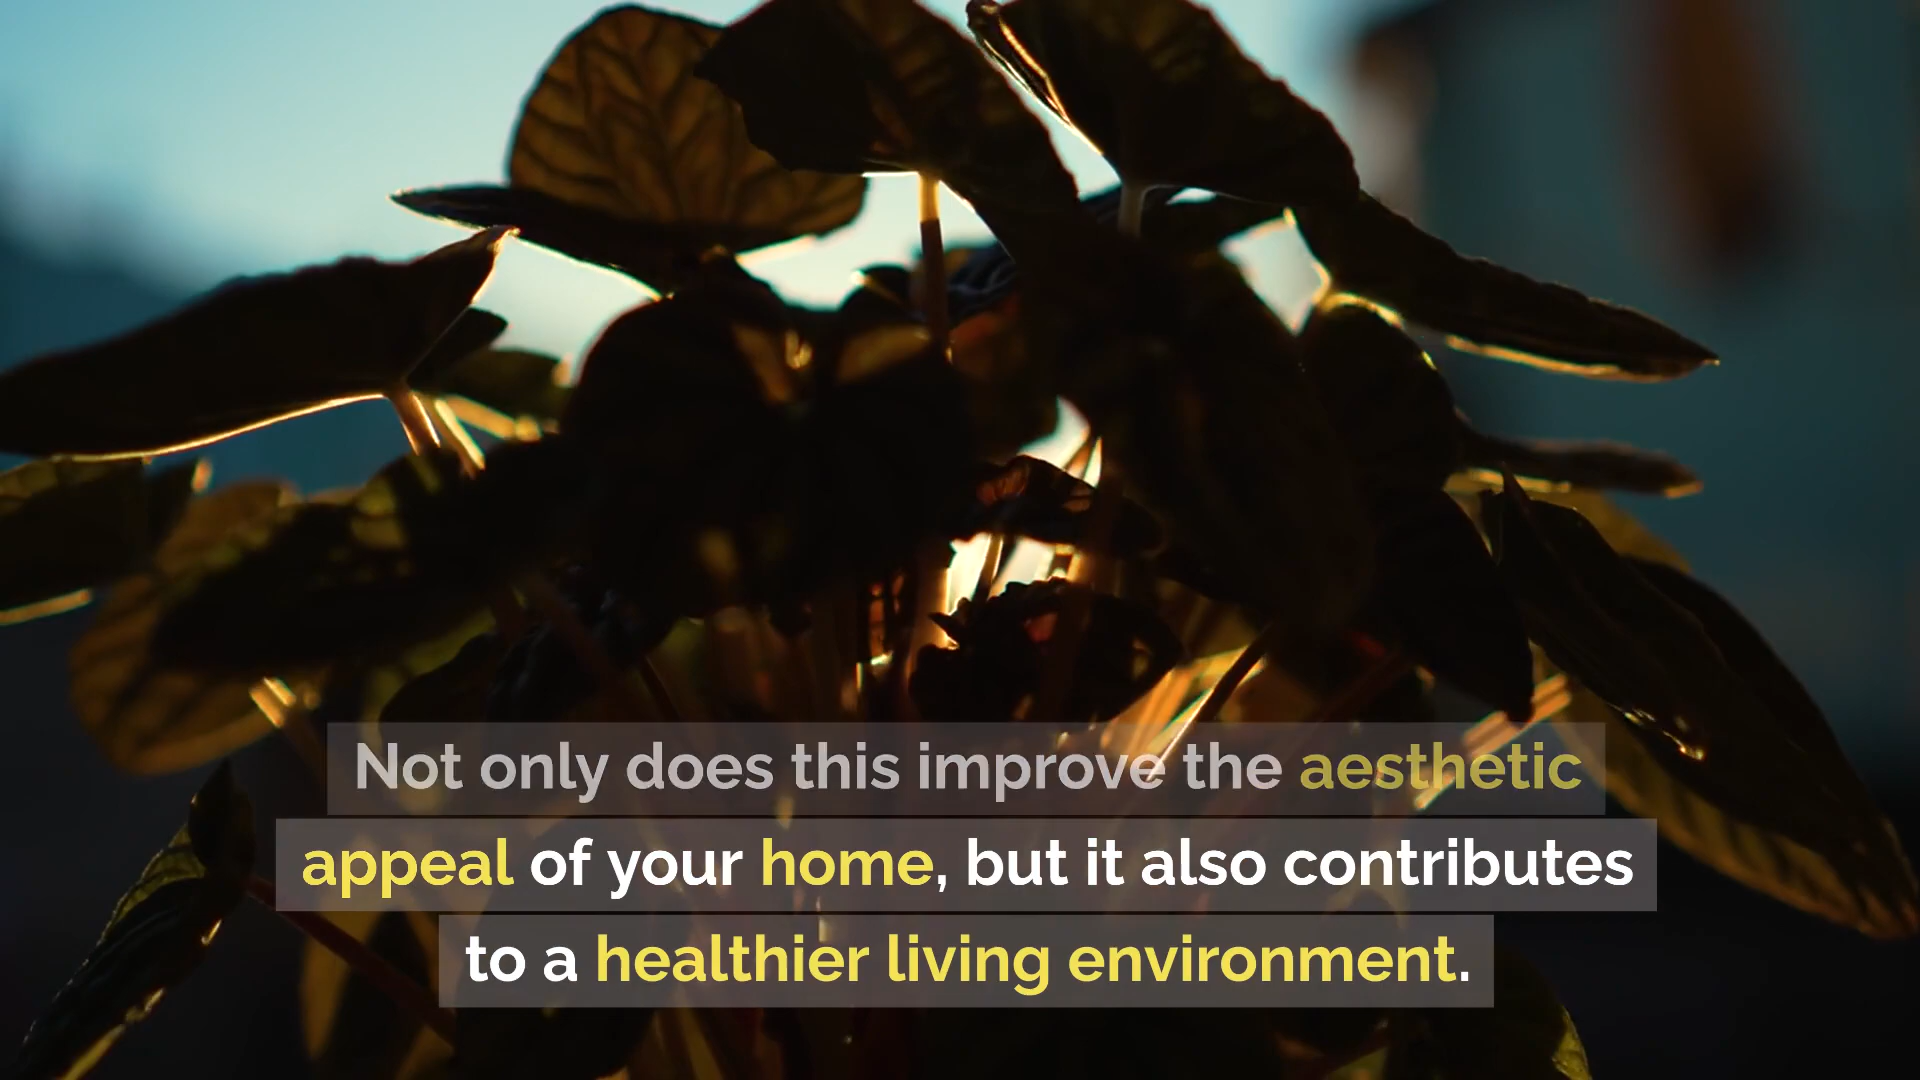 Not only does this improve the aesthetic
appeal of your home, but it also contributes
to a healthier living environment.